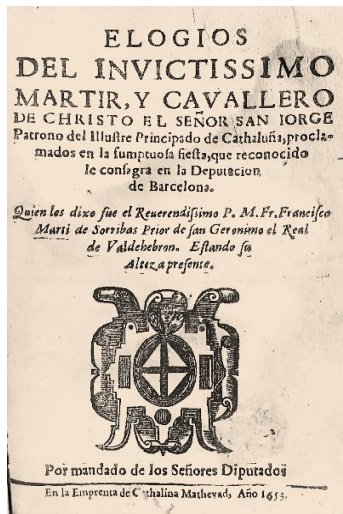 ELOGIOS
DEL INVICTISSIMO
MARTIR, Y CAVALLERO
DE CHRISTO EL SEÑOR SAN IORGE
Patrono del Illustre Principado de Cathaluña, procla-
mados en la sumptuosa fiesta, que reconocido
le consagra en la Deputacion
de Barcelona.
Quien los dixo fue el Reuerendissimo P. M. Fr. Francisco
Marti de Sorribas Prior de san Geronimo el Real
de Valdehebron. Estando su
Alteza presente.
Por mandado de los Señores Diputados
En la Emprenta de Cathalina Mathevad, Año 1653.